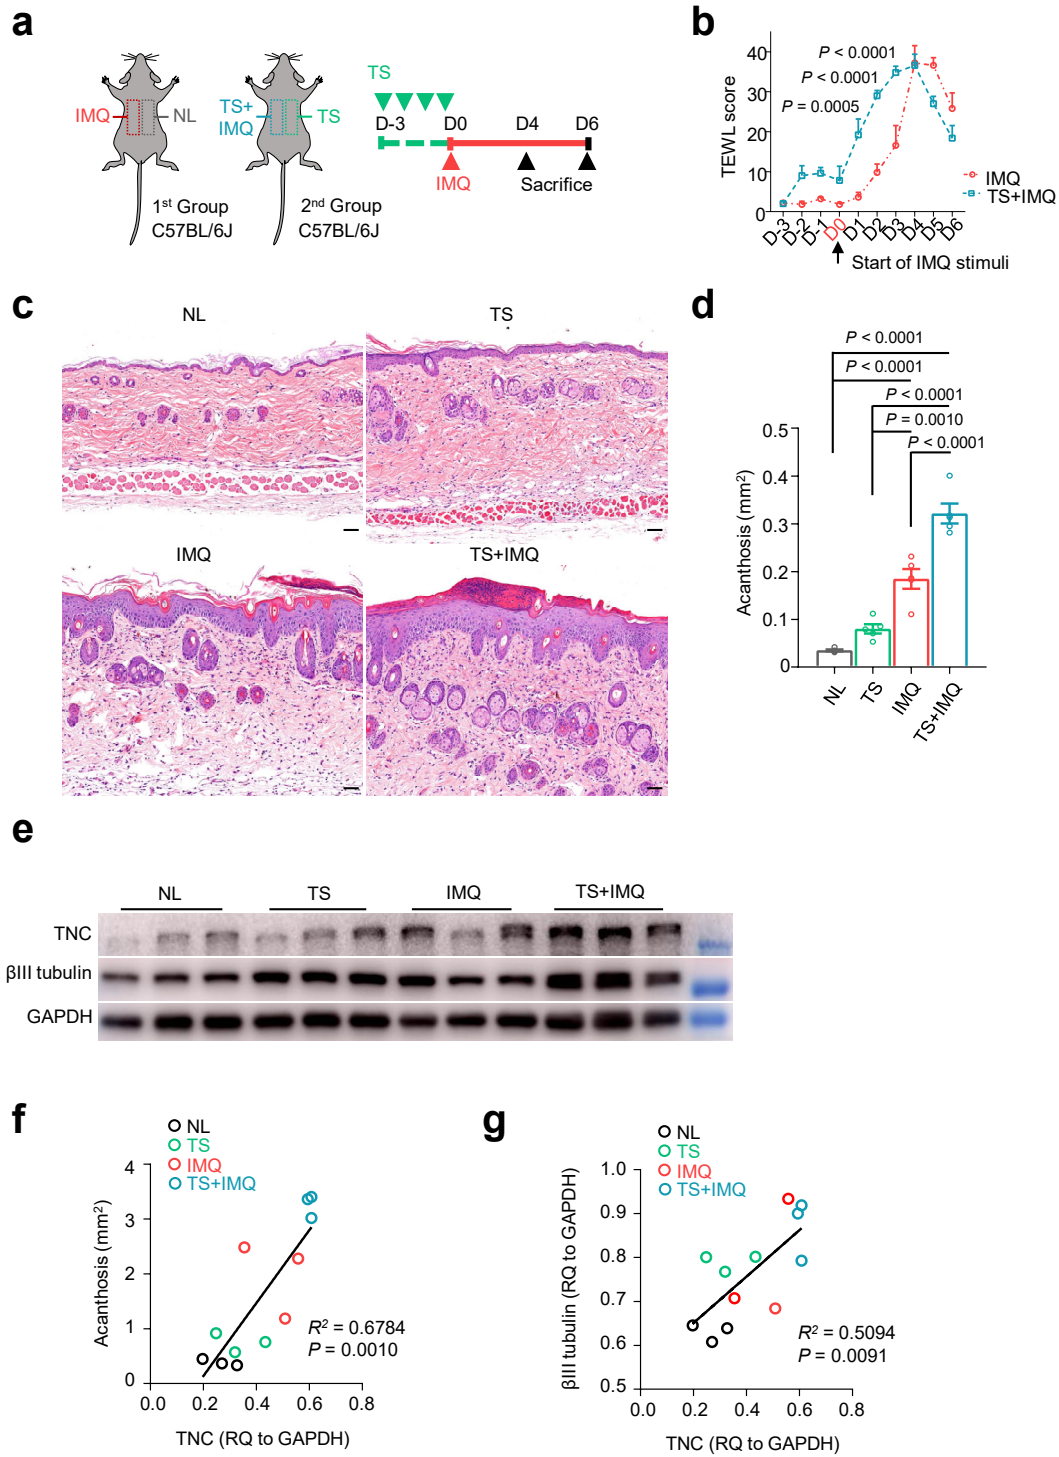 a
IMQ
NL
TS+
IMQ
TS
1st Group
C57BL/6J
2nd Group
C57BL/6J
TS
D-3
D0
D4
D6
IMQ
Sacrifice
b
TEWL score
40
30
20
10
0
P < 0.0001
P < 0.0001
P = 0.0005
IMQ
TS+IMQ
D-3
D-2
D-1
D0
D1
D2
D3
D4
D5
D6
Start of IMQ stimuli
c
NL
TS
IMQ
TS+IMQ
d
P < 0.0001
P < 0.0001
P < 0.0001
P = 0.0010
P < 0.0001
Acanthosis (mm²)
0.5
0.4
0.3
0.2
0.1
0
NL
TS
IMQ
TS+IMQ
e
NL
TS
IMQ
TS+IMQ
TNC
βIII tubulin
GAPDH
f
NL
TS
IMQ
TS+IMQ
Acanthosis (mm²)
4
3
2
1
0
R² = 0.6784
P = 0.0010
0.0
0.2
0.4
0.6
0.8
TNC (RQ to GAPDH)
g
NL
TS
IMQ
TS+IMQ
βIII tubulin (RQ to GAPDH)
1.0
0.9
0.8
0.7
0.6
0.5
R² = 0.5094
P = 0.0091
0.0
0.2
0.4
0.6
0.8
TNC (RQ to GAPDH)